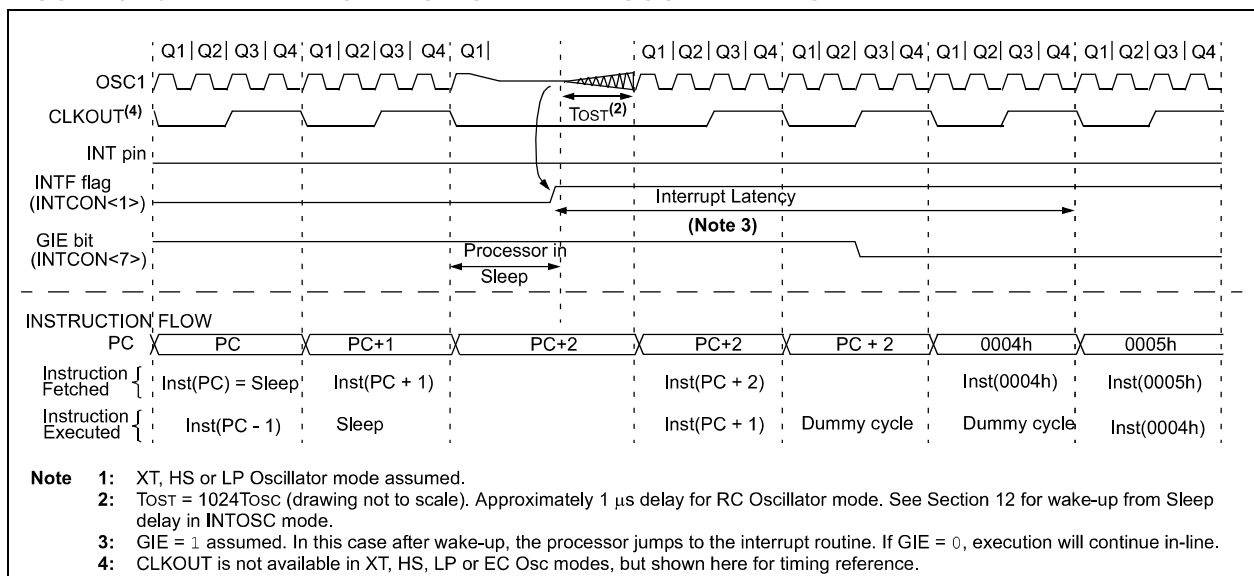 Q1 Q2 Q3 Q4 Q1 Q2 Q3 Q4 Q1 Q1 Q2 Q3 Q4 Q1 Q2 Q3 Q4 Q1 Q2 Q3 Q4 Q1 Q2 Q3 Q4
OSC1
TOST(2)
CLKOUT(4)
INT pin
INTF flag
(INTCON<1>)
Interrupt Latency
(Note 3)
GIE bit
(INTCON<7>)
Processor in
Sleep
INSTRUCTION FLOW
PC PC PC+1 PC+2 PC+2 PC + 2 0004h 0005h
Instruction
Fetched
Inst(PC) = Sleep Inst(PC + 1) Inst(PC + 2) Inst(0004h) Inst(0005h)
Instruction
Executed
Inst(PC - 1) Sleep Inst(PC + 1) Dummy cycle Dummy cycle Inst(0004h)
Note 1: XT, HS or LP Oscillator mode assumed.
2: TOST = 1024TOSC (drawing not to scale). Approximately 1 μs delay for RC Oscillator mode. See Section 12 for wake-up from Sleep
delay in INTOSC mode.
3: GIE = 1 assumed. In this case after wake-up, the processor jumps to the interrupt routine. If GIE = 0, execution will continue in-line.
4: CLKOUT is not available in XT, HS, LP or EC Osc modes, but shown here for timing reference.